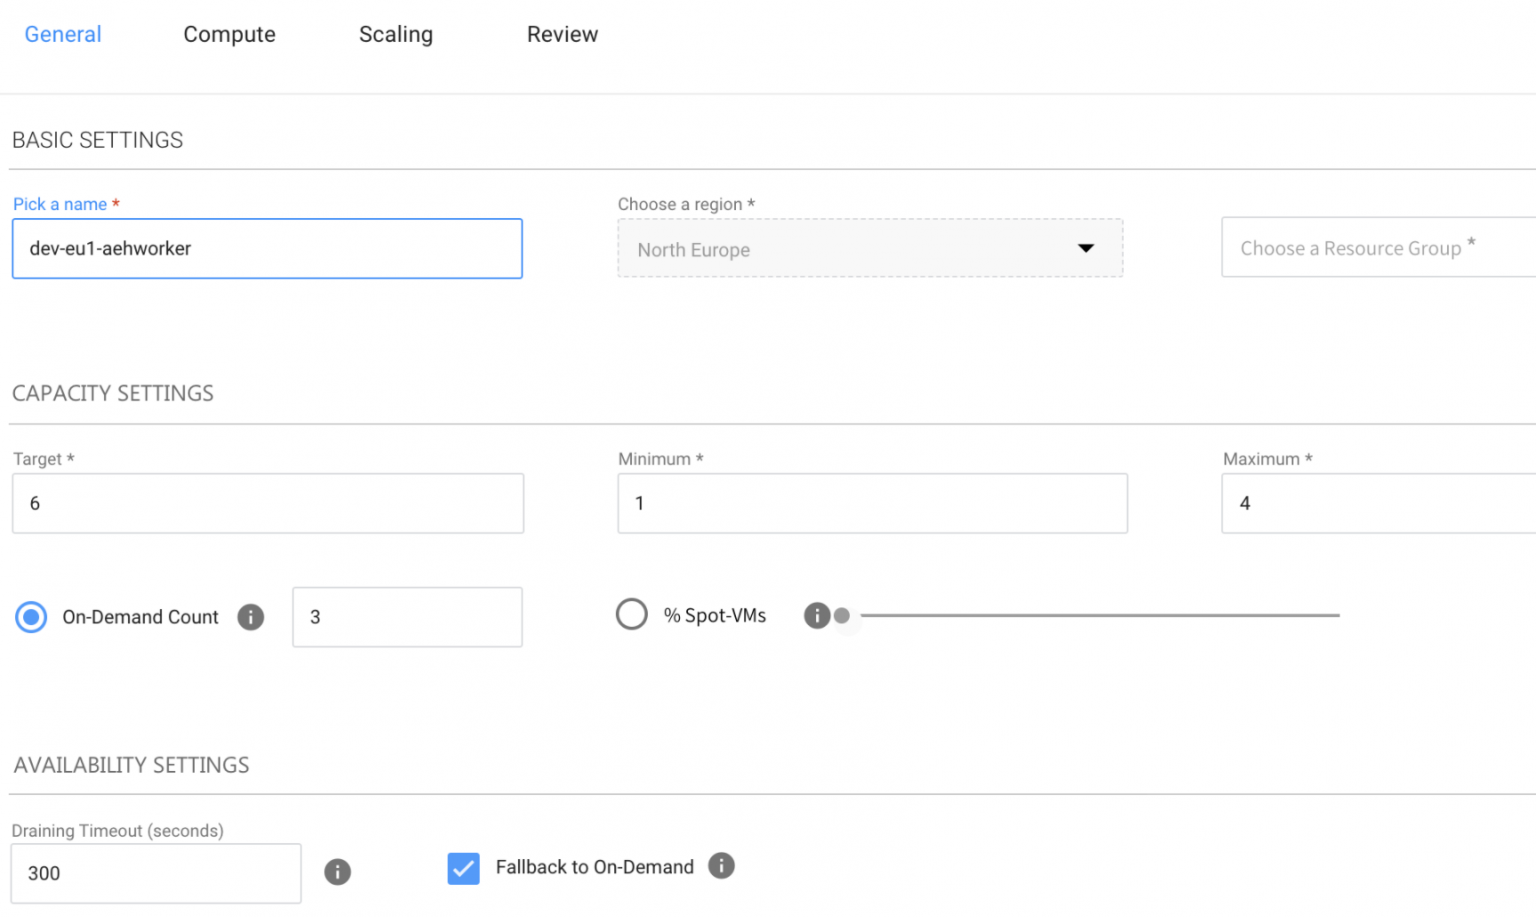 General Compute Scaling Review
BASIC SETTINGS
Pick a name * Choose a region *
dev-eu1-aehworker North Europe Choose a Resource Group *
CAPACITY SETTINGS
Target * Minimum * Maximum *
6 1 4
On-Demand Count i 3 % Spot-VMs i
AVAILABILITY SETTINGS
Draining Timeout (seconds)
300 i Fallback to On-Demand i